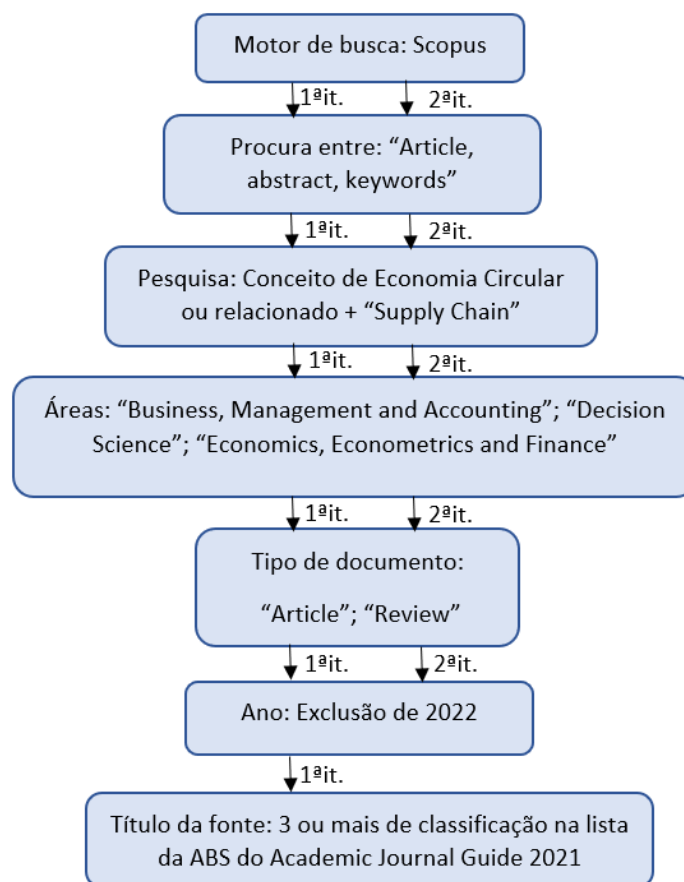 Motor de busca: Scopus
1ªit. 2ªit.
Procura entre: “Article,
abstract, keywords”
1ªit. 2ªit.
Pesquisa: Conceito de Economia Circular
ou relacionado + “Supply Chain”
1ªit. 2ªit.
Áreas: “Business, Management and Accounting”; “Decision
Science”; “Economics, Econometrics and Finance”
1ªit. 2ªit.
Tipo de documento:
“Article”; “Review”
1ªit. 2ªit.
Ano: Exclusão de 2022
1ªit.
Título da fonte: 3 ou mais de classificação na lista
da ABS do Academic Journal Guide 2021